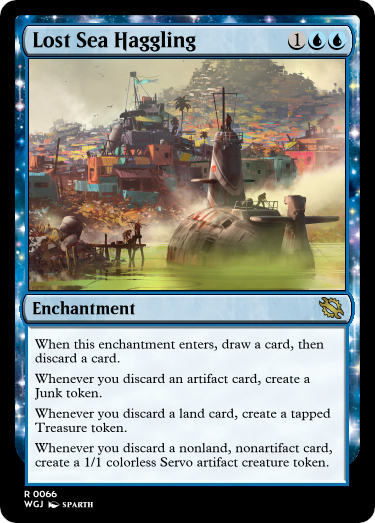 Lost Sea Haggling 1
Enchantment
When this enchantment enters, draw a card, then
discard a card.
Whenever you discard an artifact card, create a
Junk token.
Whenever you discard a land card, create a tapped
Treasure token.
Whenever you discard a nonland, nonartifact card,
create a 1/1 colorless Servo artifact creature token.
R 0066
WGJ SPARTH